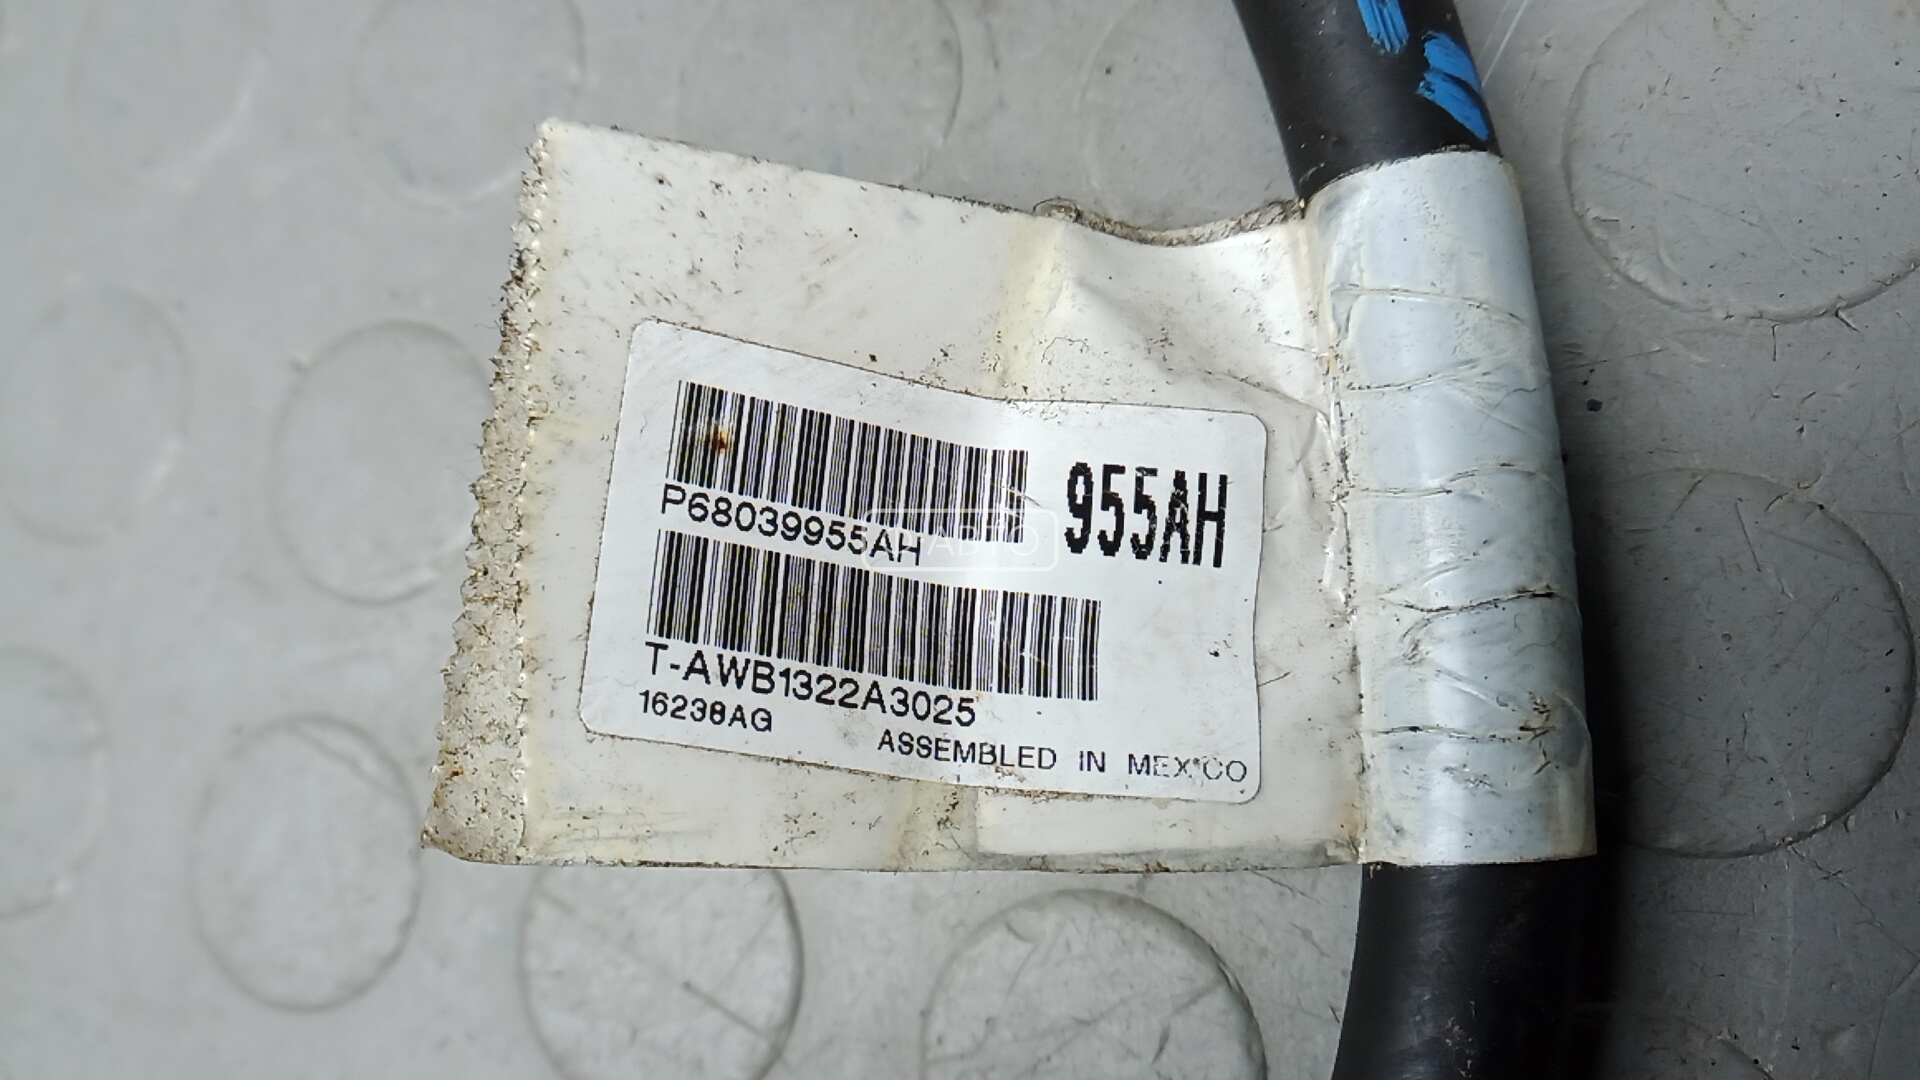 P68039955AH
955AH
T-AWB1322A3025
16238AG
ASSEMBLED IN MEXICO